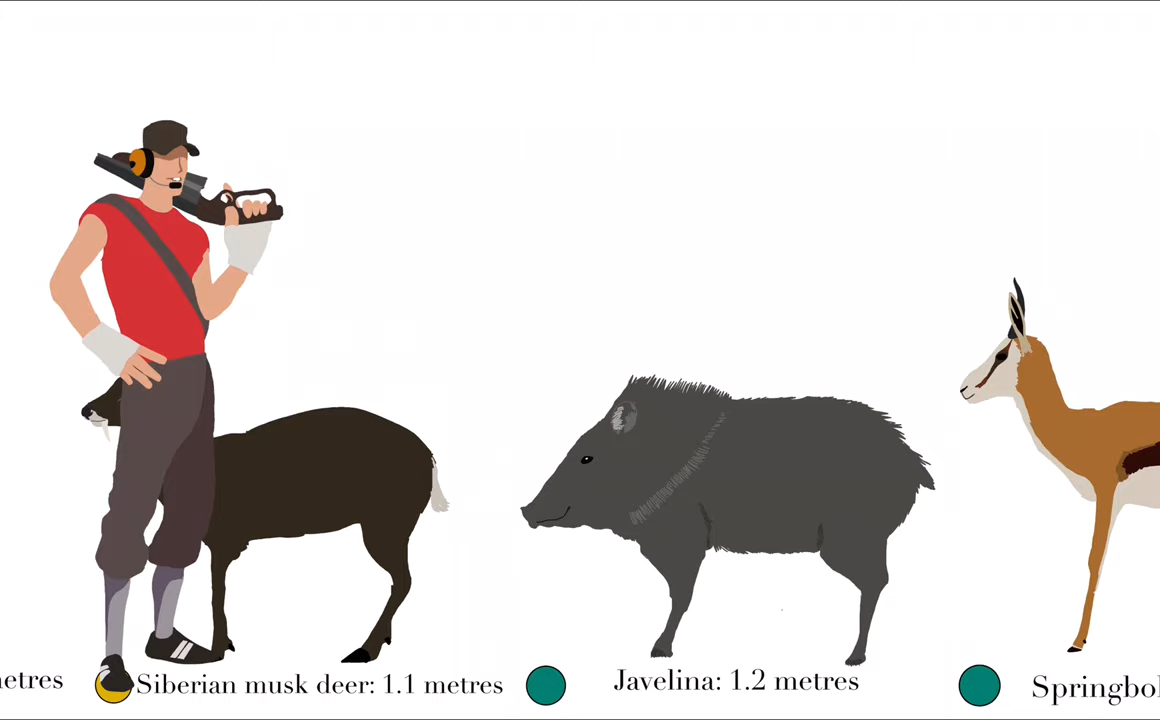 etres
Siberian musk deer: 1.1 metres
Javelina: 1.2 metres
Springbo